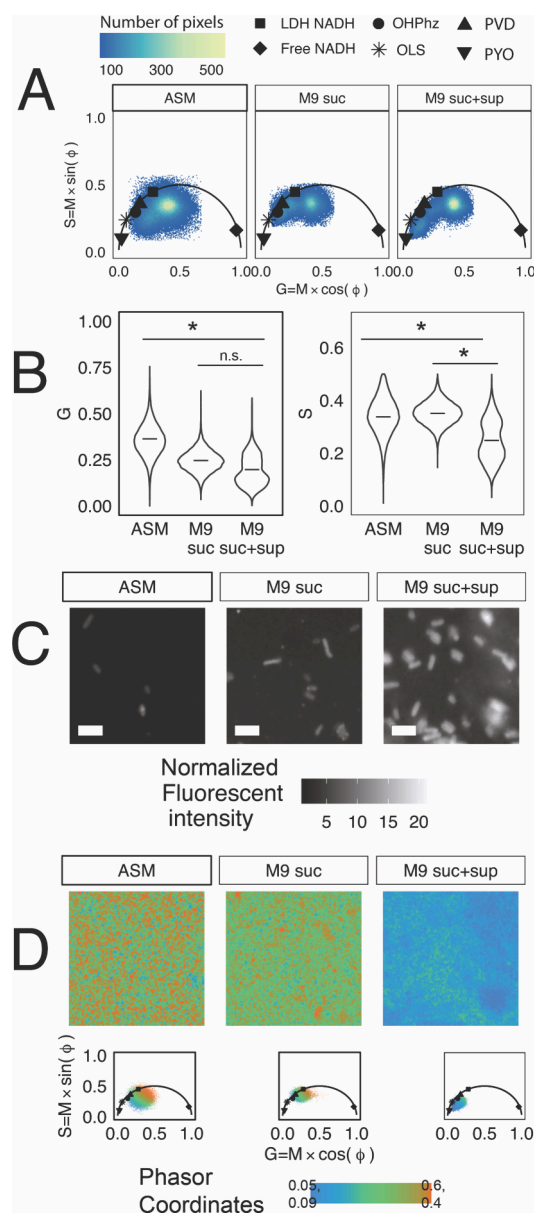 Number of pixels
100 300 500
LDH NADH
OHPhz
PVD
Free NADH
OLS
PYO
A
ASM
M9 suc
M9 suc+sup
S=M × sin(ϕ)
1.0
0.5
0.0
0.0 0.5 1.0 0.0 0.5 1.0 0.0 0.5 1.0
G=M × cos(ϕ)
B
G
1.00
0.75
0.50
0.25
0.00
*
n.s.
ASM
M9
suc
M9
suc+sup
S
0.6
0.4
0.2
0.0
*
*
ASM
M9
suc
M9
suc+sup
C
ASM
M9 suc
M9 suc+sup
Normalized
Fluorescent
intensity
5 10 15 20
D
ASM
M9 suc
M9 suc+sup
S=M × sin(ϕ)
1.0
0.5
0.0
0.0 0.5 1.0 0.0 0.5 1.0 0.0 0.5 1.0
G=M × cos(ϕ)
Phasor
Coordinates
0.05,
0.09
0.6,
0.4